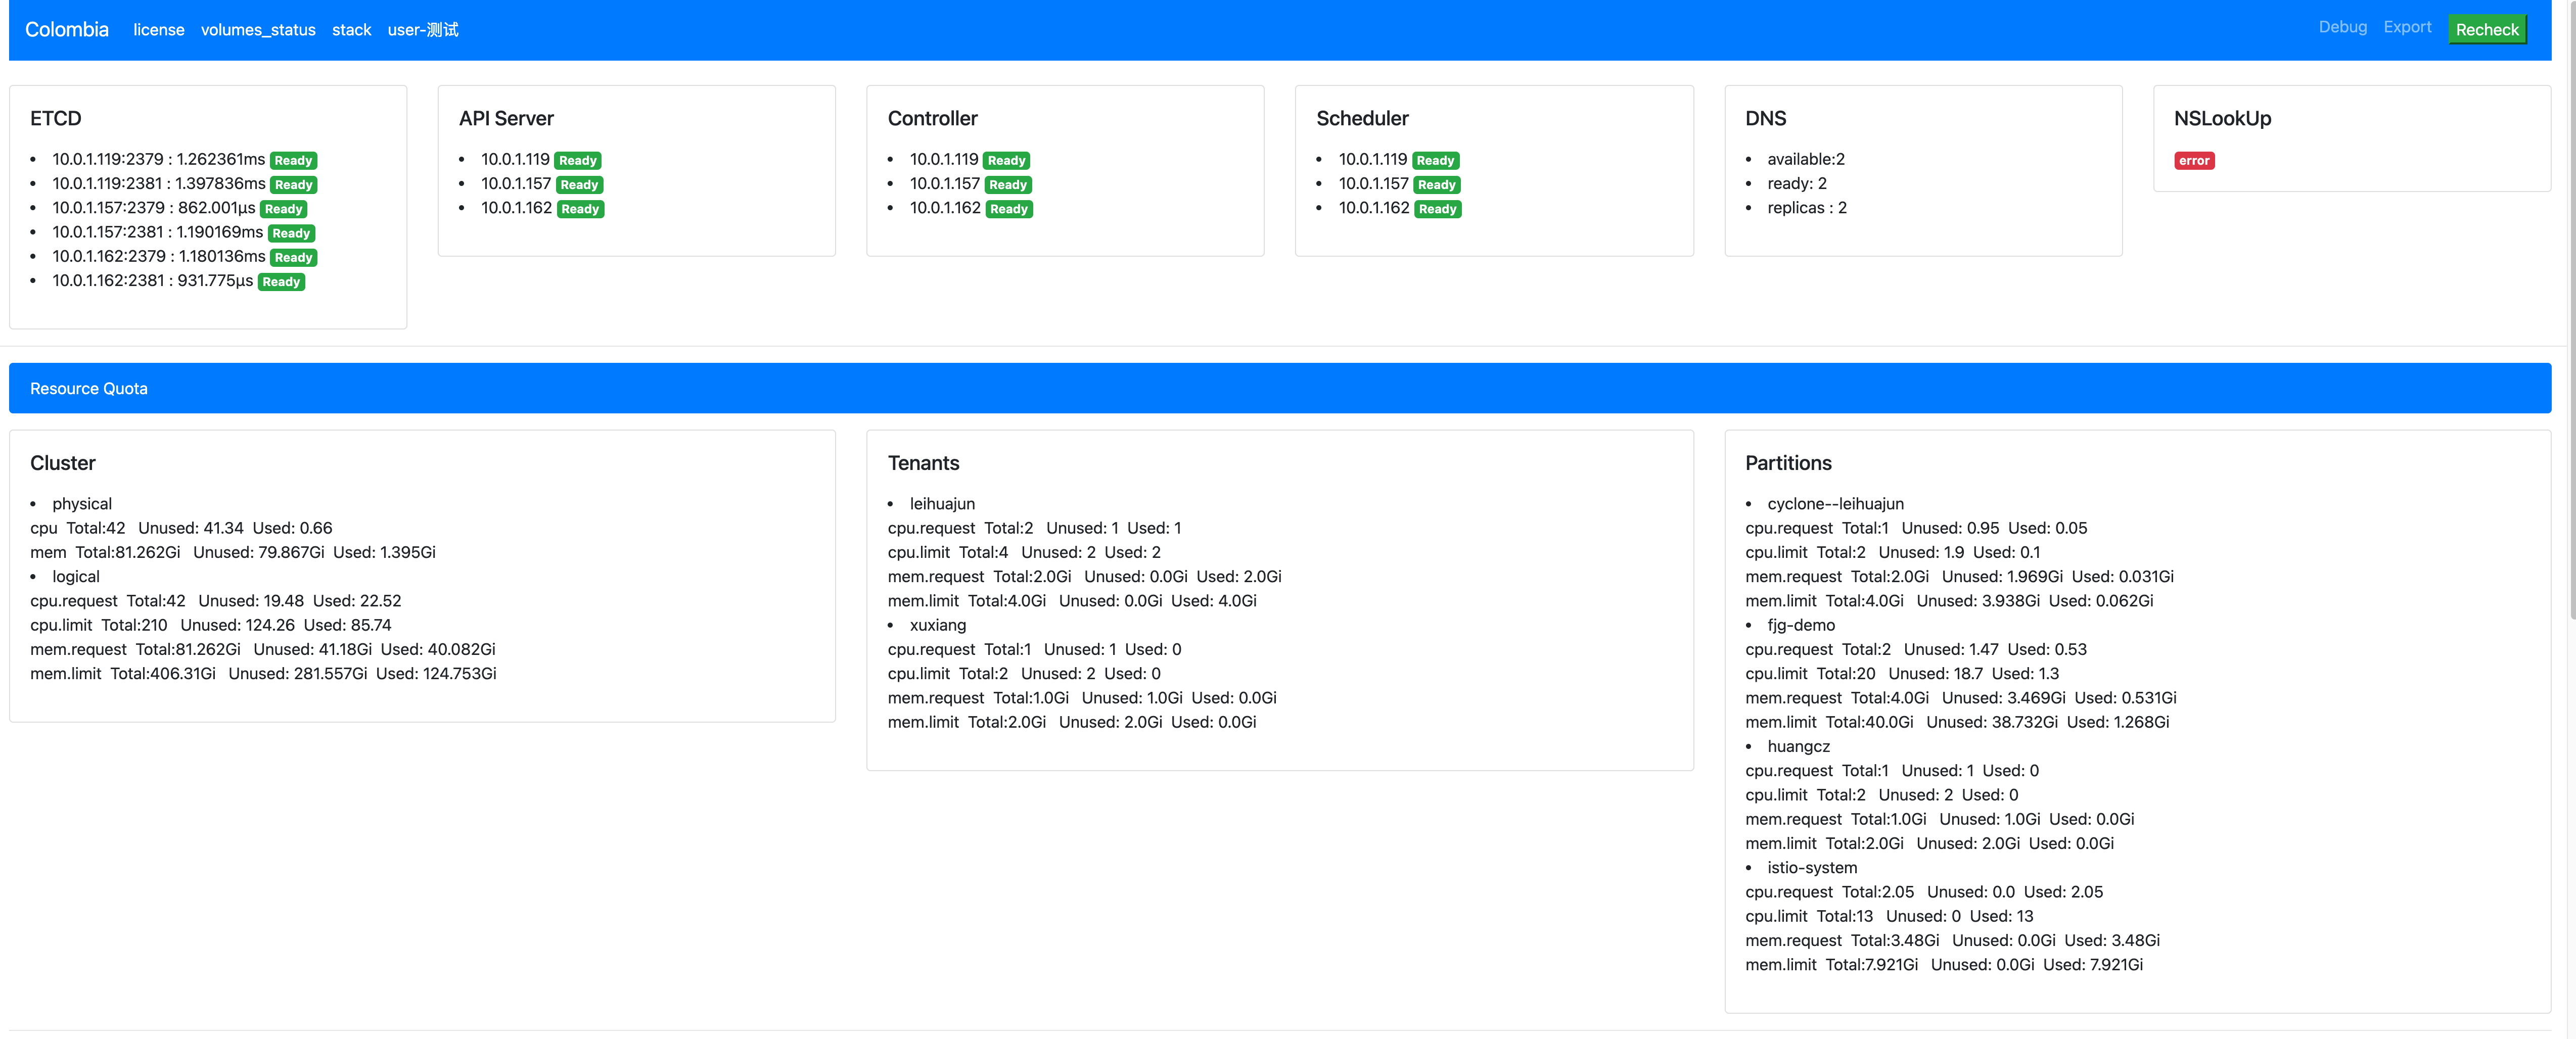 Colombia license volumes_status stack user-测试 Debug Export Recheck
ETCD
10.0.1.119:2379 : 1.262361ms Ready
10.0.1.119:2381 : 1.397836ms Ready
10.0.1.157:2379 : 862.001µs Ready
10.0.1.157:2381 : 1.190169ms Ready
10.0.1.162:2379 : 1.180136ms Ready
10.0.1.162:2381 : 931.775µs Ready
API Server
10.0.1.119 Ready
10.0.1.157 Ready
10.0.1.162 Ready
Controller
10.0.1.119 Ready
10.0.1.157 Ready
10.0.1.162 Ready
Scheduler
10.0.1.119 Ready
10.0.1.157 Ready
10.0.1.162 Ready
DNS
available:2
ready: 2
replicas : 2
NSLookUp
error
Resource Quota
Cluster
physical
cpu Total:42 Unused: 41.34 Used: 0.66
mem Total:81.262Gi Unused: 79.867Gi Used: 1.395Gi
logical
cpu.request Total:42 Unused: 19.48 Used: 22.52
cpu.limit Total:210 Unused: 124.26 Used: 85.74
mem.request Total:81.262Gi Unused: 41.18Gi Used: 40.082Gi
mem.limit Total:406.31Gi Unused: 281.557Gi Used: 124.753Gi
Tenants
leihuajun
cpu.request Total:2 Unused: 1 Used: 1
cpu.limit Total:4 Unused: 2 Used: 2
mem.request Total:2.0Gi Unused: 0.0Gi Used: 2.0Gi
mem.limit Total:4.0Gi Unused: 0.0Gi Used: 4.0Gi
xuxiang
cpu.request Total:1 Unused: 1 Used: 0
cpu.limit Total:2 Unused: 2 Used: 0
mem.request Total:1.0Gi Unused: 1.0Gi Used: 0.0Gi
mem.limit Total:2.0Gi Unused: 2.0Gi Used: 0.0Gi
Partitions
cyclone--leihuajun
cpu.request Total:1 Unused: 0.95 Used: 0.05
cpu.limit Total:2 Unused: 1.9 Used: 0.1
mem.request Total:2.0Gi Unused: 1.969Gi Used: 0.031Gi
mem.limit Total:4.0Gi Unused: 3.938Gi Used: 0.062Gi
fjg-demo
cpu.request Total:2 Unused: 1.47 Used: 0.53
cpu.limit Total:20 Unused: 18.7 Used: 1.3
mem.request Total:4.0Gi Unused: 3.469Gi Used: 0.531Gi
mem.limit Total:40.0Gi Unused: 38.732Gi Used: 1.268Gi
huangcz
cpu.request Total:1 Unused: 1 Used: 0
cpu.limit Total:2 Unused: 2 Used: 0
mem.request Total:1.0Gi Unused: 1.0Gi Used: 0.0Gi
mem.limit Total:2.0Gi Unused: 2.0Gi Used: 0.0Gi
istio-system
cpu.request Total:2.05 Unused: 0.0 Used: 2.05
cpu.limit Total:13 Unused: 0 Used: 13
mem.request Total:3.48Gi Unused: 0.0Gi Used: 3.48Gi
mem.limit Total:7.921Gi Unused: 0.0Gi Used: 7.921Gi